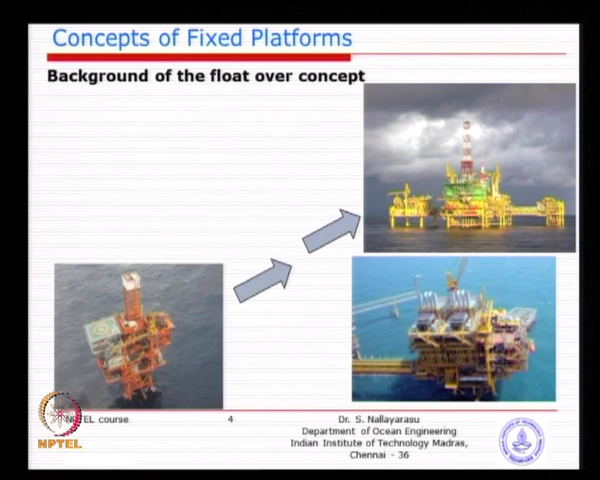 Concepts of Fixed Platforms
Background of the float over concept
NPTEL course
4
Dr. S. Nallayarasu
Department of Ocean Engineering
Indian Institute of Technology Madras,
Chennai - 36
NPTEL